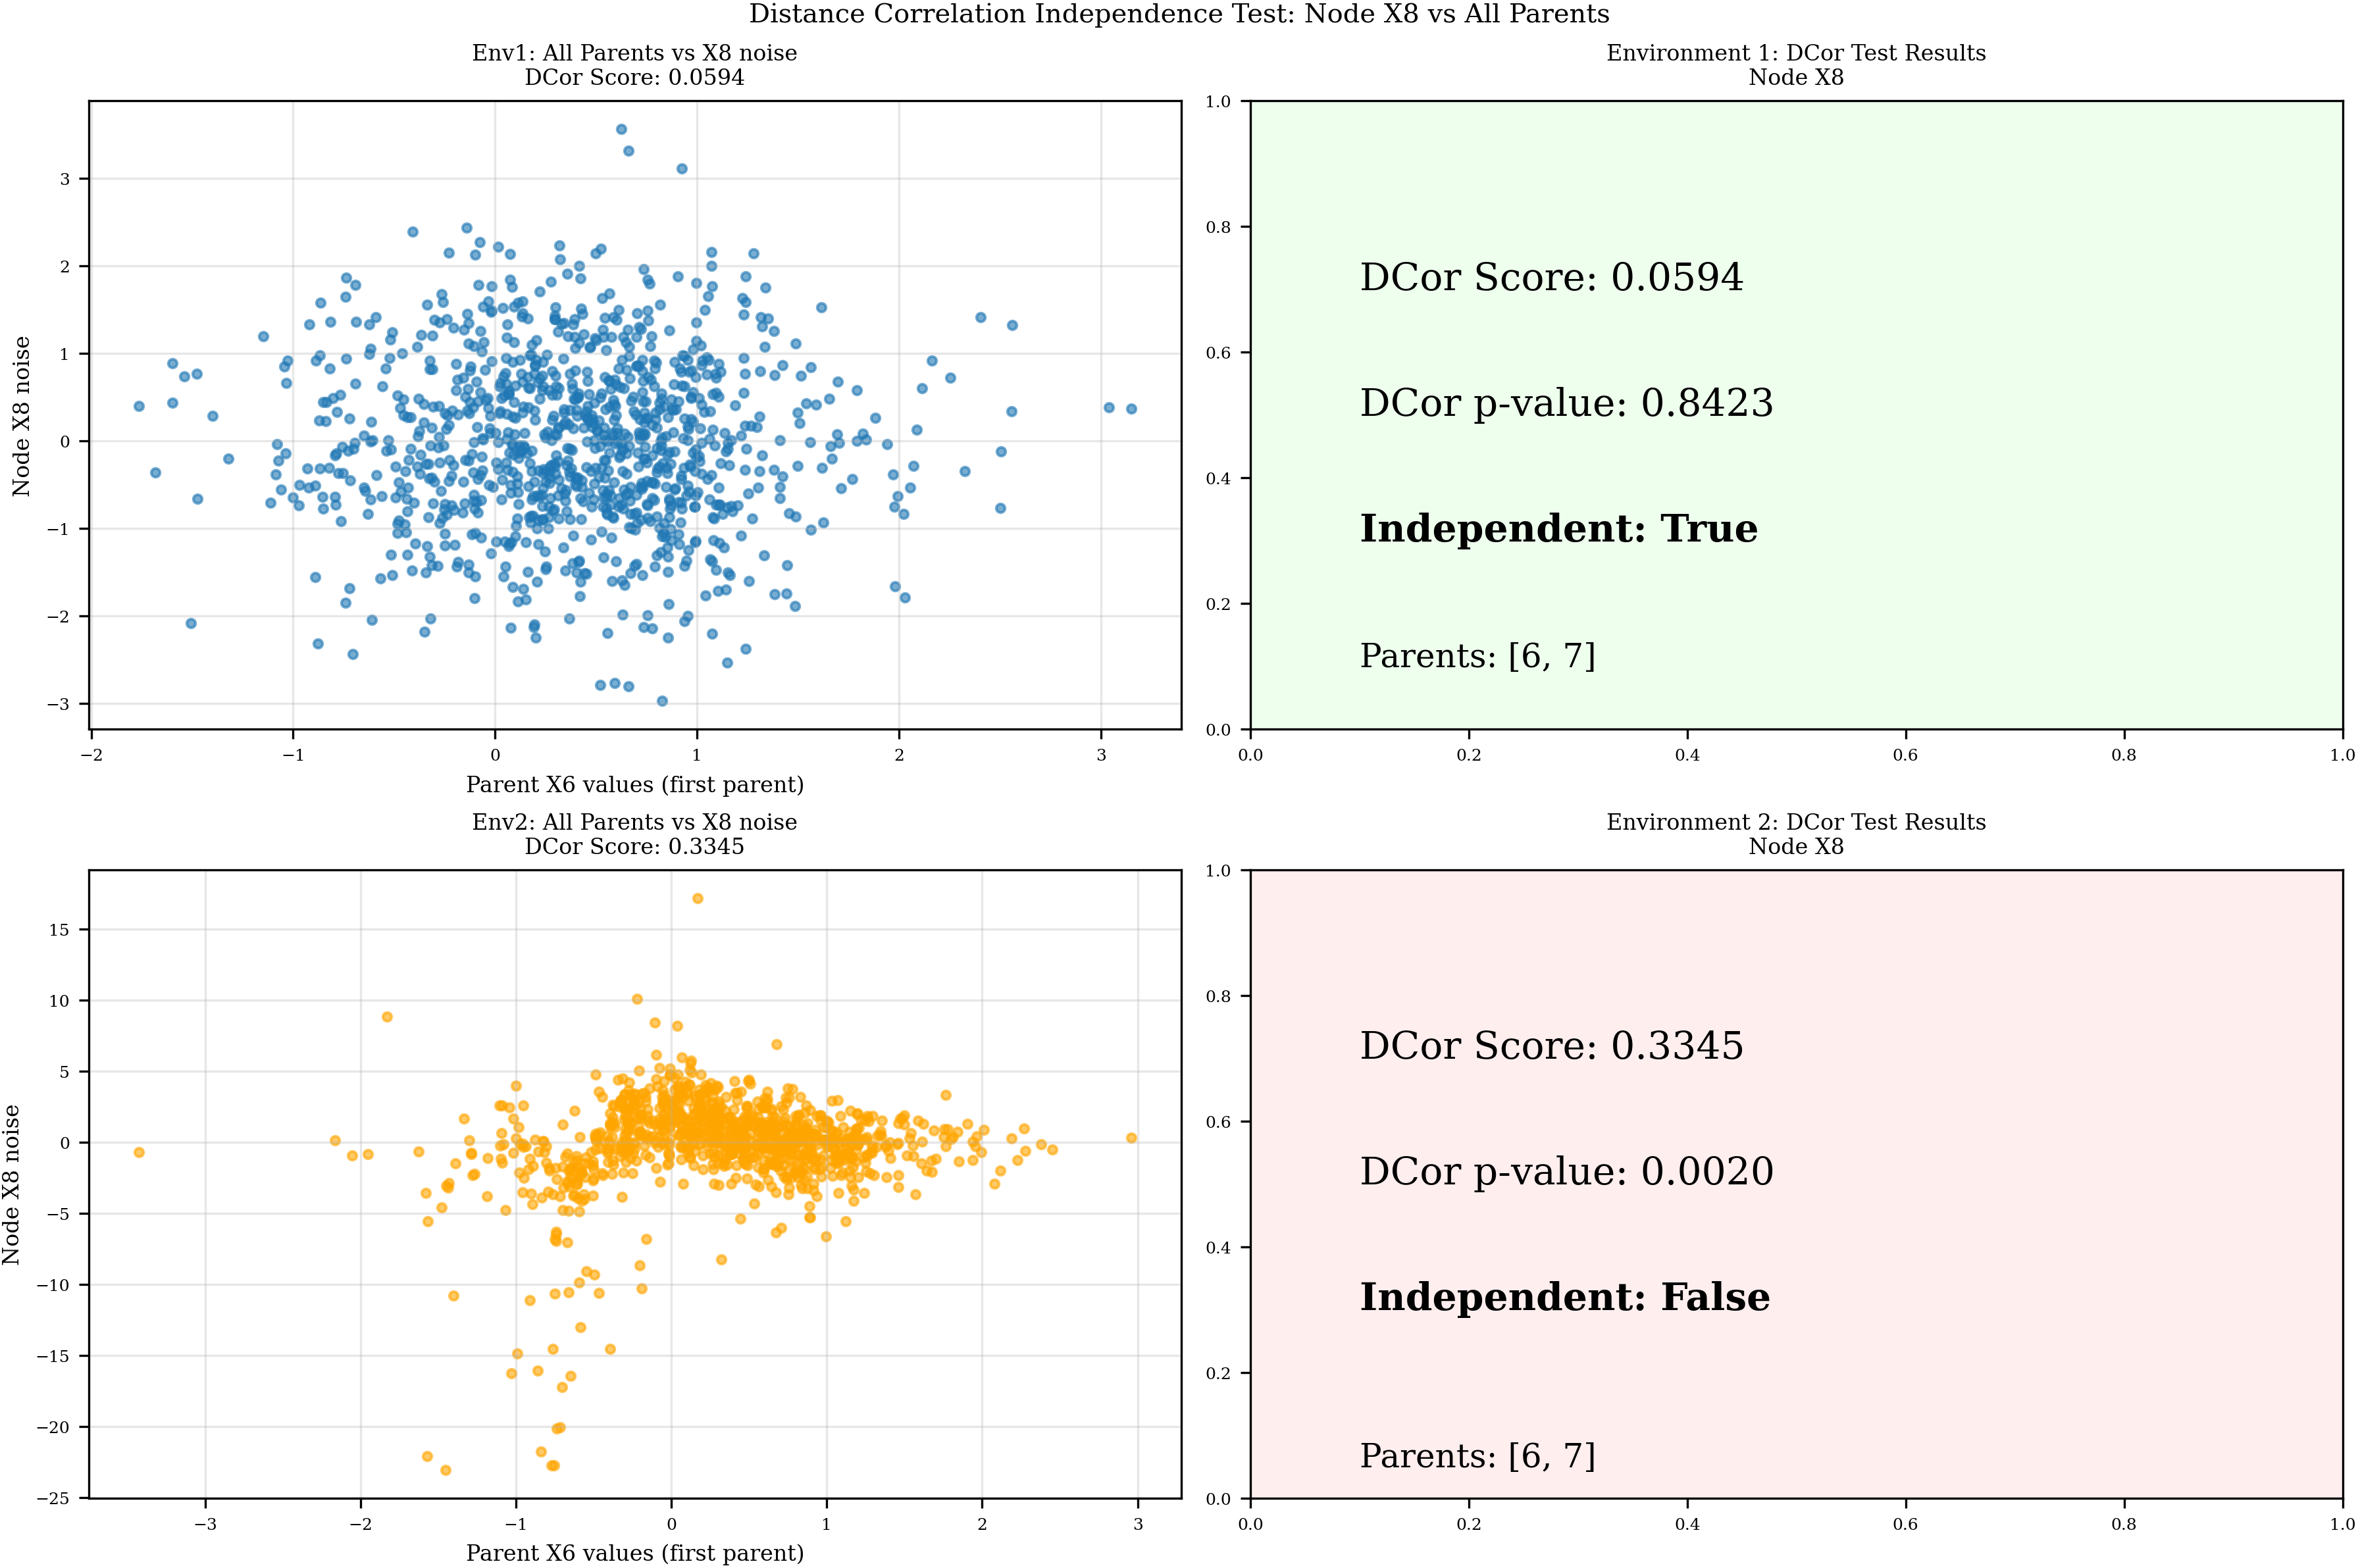 Distance Correlation Independence Test: Node X8 vs All Parents
Env1: All Parents vs X8 noise
DCor Score: 0.0594
Node X8 noise
3
2
1
0
−1
−2
−3
−2
−1
0
1
2
3
Parent X6 values (first parent)
Environment 1: DCor Test Results
Node X8
1.0
0.8
0.6
0.4
0.2
0.0
DCor Score: 0.0594
DCor p-value: 0.8423
Independent: True
Parents: [6, 7]
0.0
0.2
0.4
0.6
0.8
1.0
Env2: All Parents vs X8 noise
DCor Score: 0.3345
Node X8 noise
15
10
5
0
−5
−10
−15
−20
−25
−3
−2
−1
0
1
2
3
Parent X6 values (first parent)
Environment 2: DCor Test Results
Node X8
1.0
0.8
0.6
0.4
0.2
0.0
DCor Score: 0.3345
DCor p-value: 0.0020
Independent: False
Parents: [6, 7]
0.0
0.2
0.4
0.6
0.8
1.0